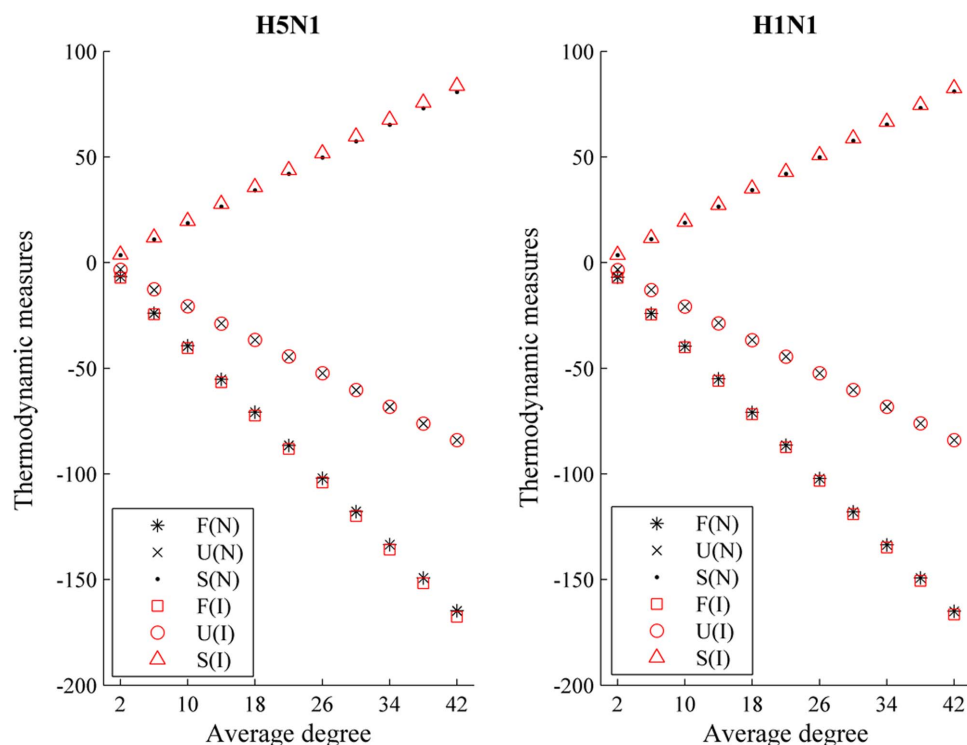 H5N1
Thermodynamic measures
100
50
0
-50
-100
-150
-200
F(N)
U(N)
S(N)
F(I)
U(I)
S(I)
2 10 18 26 34 42
Average degree
H1N1
Thermodynamic measures
100
50
0
-50
-100
-150
-200
F(N)
U(N)
S(N)
F(I)
U(I)
S(I)
2 10 18 26 34 42
Average degree